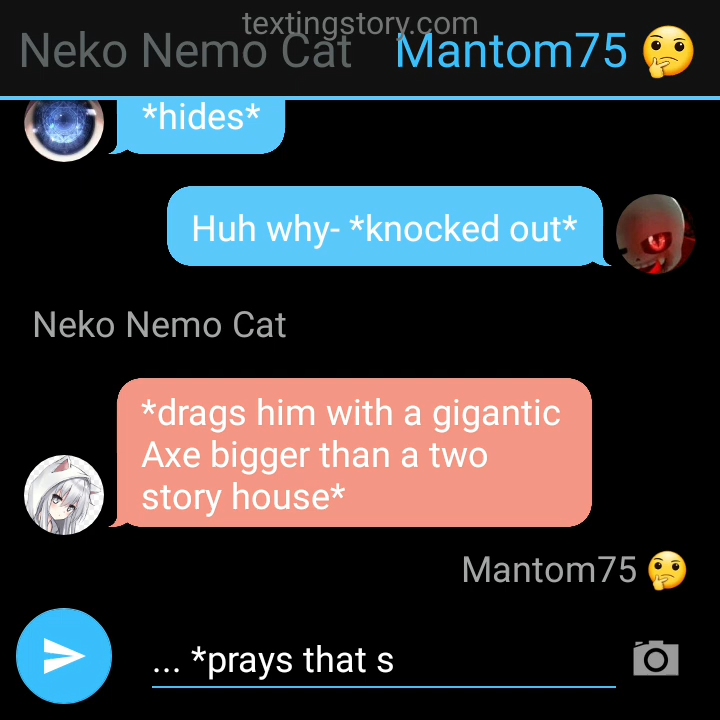 textingstory.com
Neko Nemo Cat Mantom75 🤔
*hides*
Huh why- *knocked out*
Neko Nemo Cat
*drags him with a gigantic
Axe bigger than a two
story house*
Mantom75 🤔
... *prays that s